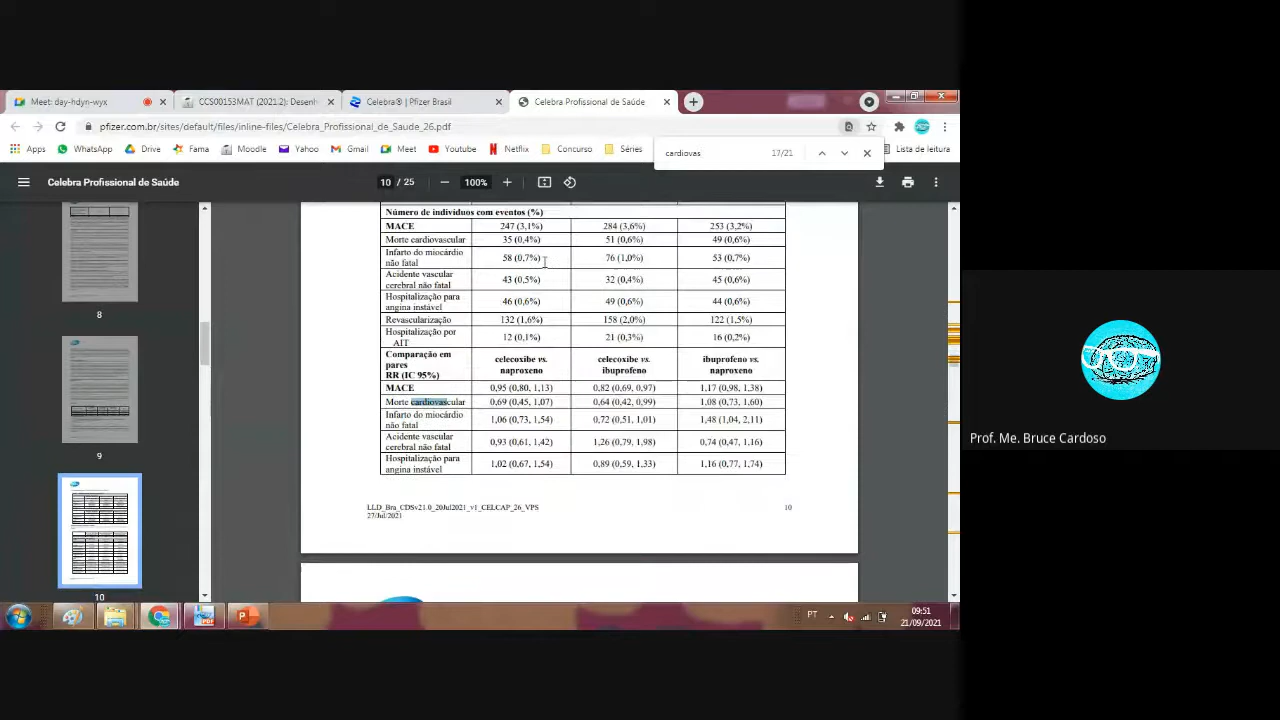 Meet: day-hdyn-wyx
CCS00153MAT (2021.2): Desenh
Celebra® | Pfizer Brasil
Celebra Profissional de Saúde
pfizer.com.br/sites/default/files/inline-files/Celebra_Profissional_de_Saude_26.pdf
Apps WhatsApp Drive Fama Moodle Yahoo Gmail Meet Youtube Netflix Concurso Séries Lista de leitura
cardiovas 17/21
Celebra Profissional de Saúde 10 / 25 100%
8
9
10
Número de indivíduos com eventos (%)
MACE 247 (3,1%) 284 (3,6%) 253 (3,2%)
Morte cardiovascular 35 (0,4%) 51 (0,6%) 49 (0,6%)
Infarto do miocárdio
não fatal 58 (0,7%) 76 (1,0%) 53 (0,7%)
Acidente vascular
cerebral não fatal 43 (0,5%) 32 (0,4%) 45 (0,6%)
Hospitalização para
angina instável 46 (0,6%) 49 (0,6%) 44 (0,6%)
Revascularização 132 (1,6%) 158 (2,0%) 122 (1,5%)
Hospitalização por
AIT 12 (0,1%) 21 (0,3%) 16 (0,2%)
Comparação em
pares
RR (IC 95%)
celecoxibe vs.
naproxeno
celecoxibe vs.
ibuprofeno
ibuprofeno vs.
naproxeno
MACE 0,95 (0,80, 1,13) 0,82 (0,69, 0,97) 1,17 (0,98, 1,38)
Morte cardiovascular 0,69 (0,45, 1,07) 0,64 (0,42, 0,99) 1,08 (0,73, 1,60)
Infarto do miocárdio
não fatal 1,06 (0,73, 1,54) 0,72 (0,51, 1,01) 1,48 (1,04, 2,11)
Acidente vascular
cerebral não fatal 0,93 (0,61, 1,42) 1,26 (0,79, 1,98) 0,74 (0,47, 1,16)
Hospitalização para
angina instável 1,02 (0,67, 1,54) 0,89 (0,59, 1,33) 1,16 (0,77, 1,74)
LLD_Bra_CDSv21.0_20Jul2021_v1_CELCAP_26_VPS 10
27/Jul/2021
Prof. Me. Bruce Cardoso
PT
09:51
21/09/2021